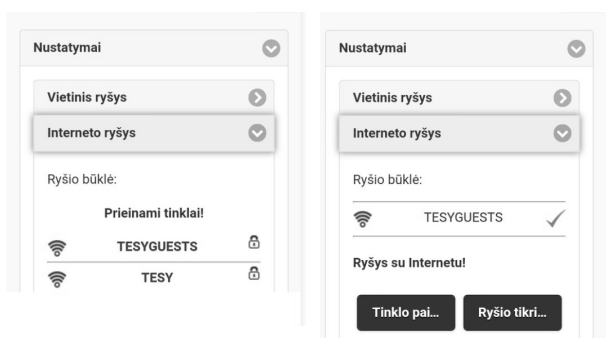 Nustatymai
Vietinis ryšys
Interneto ryšys
Ryšio būklė:
Prieinami tinklai!
TESYGUESTS
TESY
Nustatymai
Vietinis ryšys
Interneto ryšys
Ryšio būklė:
TESYGUESTS
Ryšys su Internetu!
Tinklo pai... Ryšio tikri...